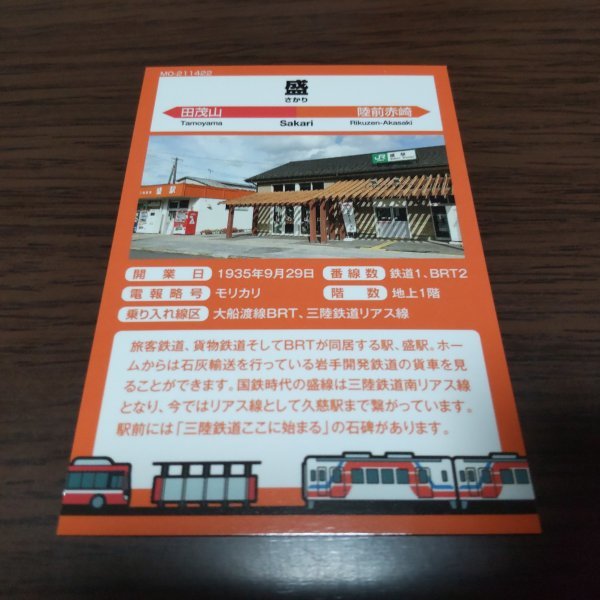 MO-211422
盛
さかり
田茂山 陸前赤崎
Tamoyama Sakari Rikuzen-Akasaki
盛駅
開業日 1935年9月29日 番線数 鉄道1、BRT2
電報略号 モリカリ 階数 地上1階
乗り入れ線区 大船渡線BRT、三陸鉄道リアス線
旅客鉄道、貨物鉄道そしてBRTが同居する駅、盛駅。ホー
ムからは石灰輸送を行っている岩手開発鉄道の貨車を見
ることができます。国鉄時代の盛線は三陸鉄道南リアス線
となり、今ではリアス線として久慈駅まで繋がっています。
駅前には「三陸鉄道ここに始まる」の石碑があります。